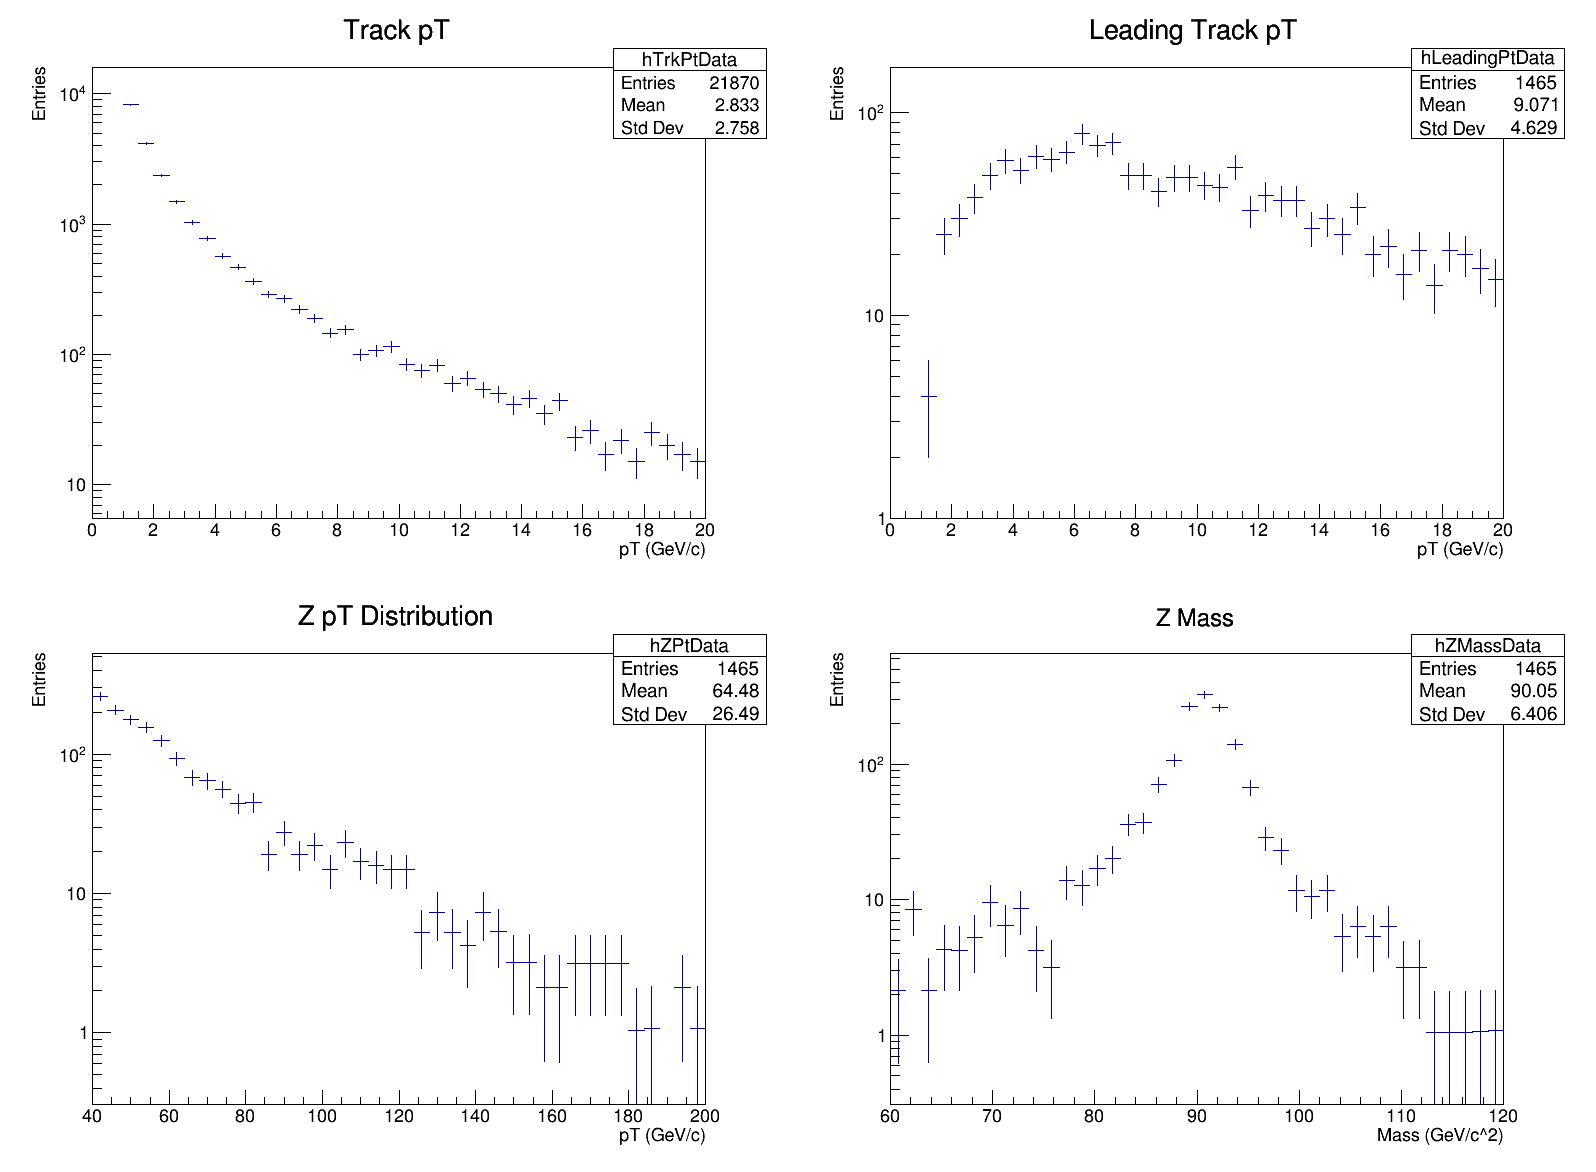 Track pT
hTrkPtData
Entries 21870
Mean 2.833
Std Dev 2.758
Entries
10^4
10^3
10^2
10
0 2 4 6 8 10 12 14 16 18 20
pT (GeV/c)
Leading Track pT
hLeadingPtData
Entries 1465
Mean 9.071
Std Dev 4.629
Entries
10^2
10
1
0 2 4 6 8 10 12 14 16 18 20
pT (GeV/c)
Z pT Distribution
hZPtData
Entries 1465
Mean 64.48
Std Dev 26.49
Entries
10^2
10
1
40 60 80 100 120 140 160 180 200
pT (GeV/c)
Z Mass
hZMassData
Entries 1465
Mean 90.05
Std Dev 6.406
Entries
10^2
10
1
60 70 80 90 100 110 120
Mass (GeV/c^2)